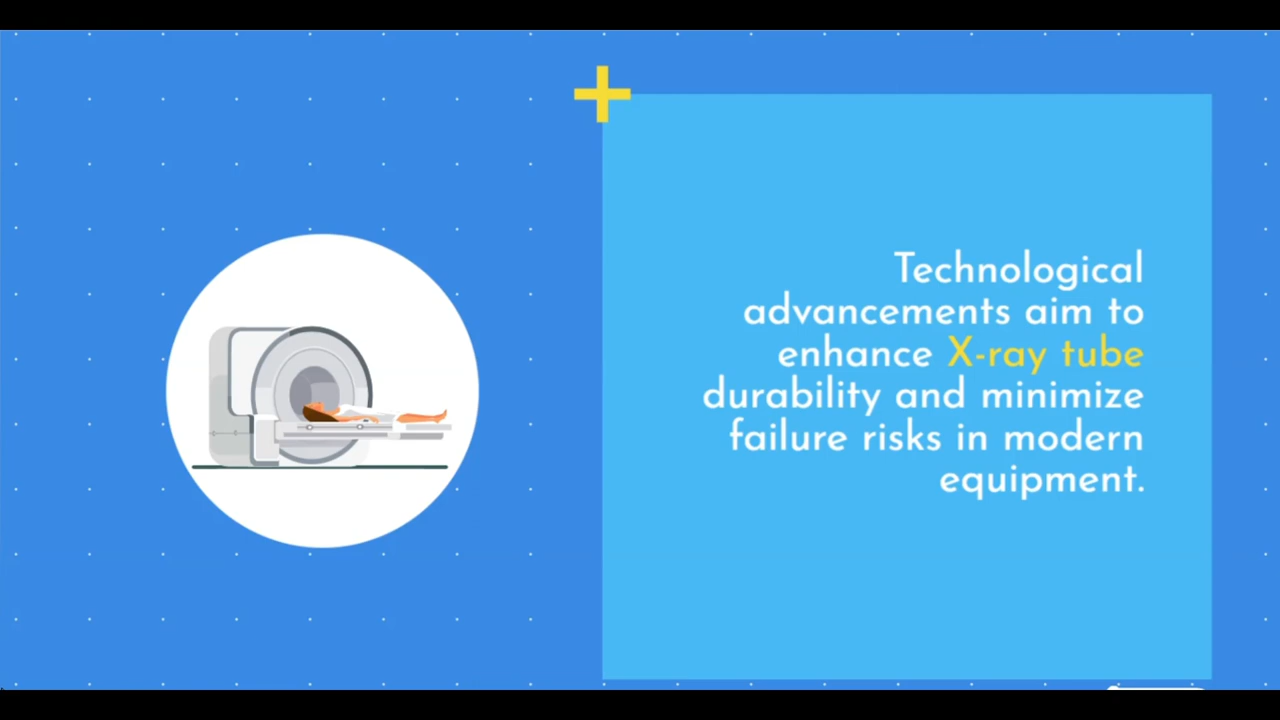 Technological
advancements aim to
enhance X-ray tube
durability and minimize
failure risks in modern
equipment.